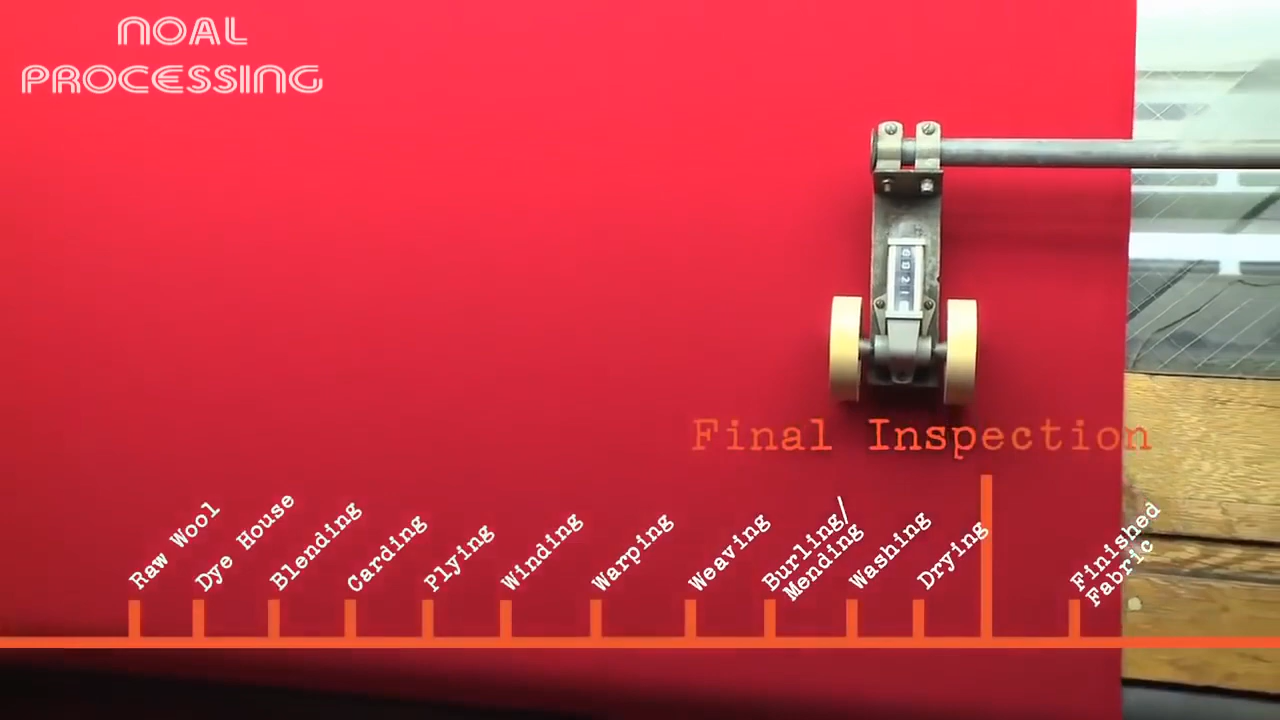 NOAL
PROCESSING
Final Inspection
Raw Wool
Dye House
Blending
Carding
Plying
Winding
Warping
Weaving
Burling/
Mending
Washing
Drying
Finished
Fabric